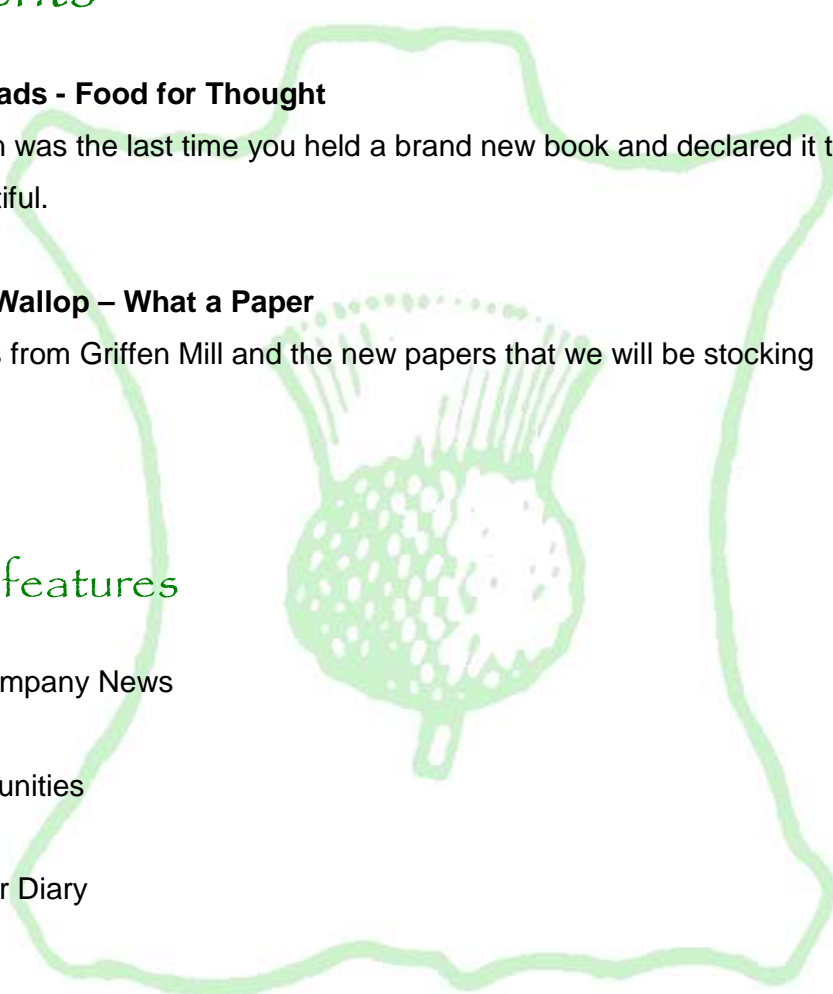 ads - Food for Thought
n was the last time you held a brand new book and declared it t
tiful.
Wallop – What a Paper
s from Griffen Mill and the new papers that we will be stocking
features
mpany News
unities
r Diary